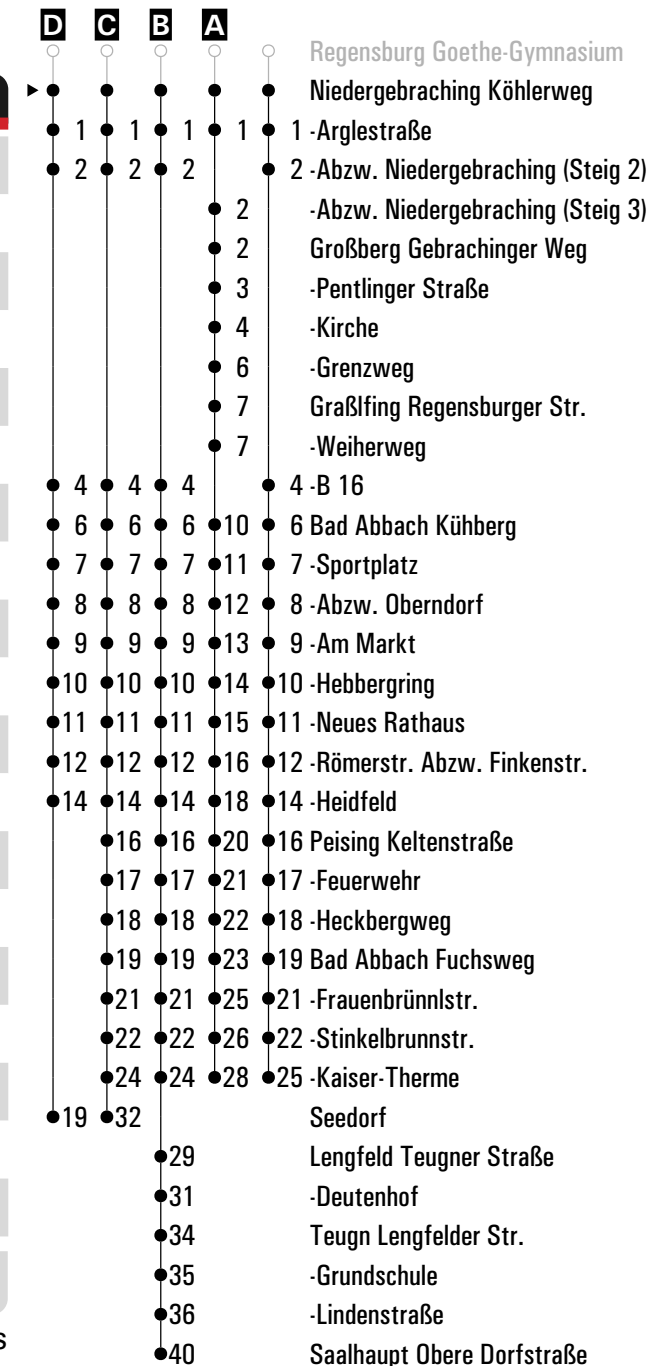 D C B A
Regensburg Goethe-Gymnasium
Niedergebraching Köhlerweg
1 1 1 1 1 -Arglestraße
2 2 2 2 -Abzw. Niedergebraching (Steig 2)
2 -Abzw. Niedergebraching (Steig 3)
2 Großberg Gebrachinger Weg
3 -Pentlinger Straße
4 -Kirche
6 -Grenzweg
7 Graßlfing Regensburger Str.
7 -Weiherweg
4 4 4 4 -B 16
6 6 6 10 6 Bad Abbach Kühberg
7 7 7 11 7 -Sportplatz
8 8 8 12 8 -Abzw. Oberndorf
9 9 9 13 9 -Am Markt
10 10 10 14 10 -Hebbergring
11 11 11 15 11 -Neues Rathaus
12 12 12 16 12 -Römerstr. Abzw. Finkenstr.
14 14 14 18 14 -Heidfeld
16 16 20 16 Peising Keltenstraße
17 17 21 17 -Feuerwehr
18 18 22 18 -Heckbergweg
19 19 23 19 Bad Abbach Fuchsweg
21 21 25 21 -Frauenbrünnlstr.
22 22 26 22 -Stinkelbrunnstr.
24 24 28 25 -Kaiser-Therme
19 32 Seedorf
29 Lengfeld Teugner Straße
31 -Deutenhof
34 Teugn Lengfelder Str.
35 -Grundschule
36 -Lindenstraße
s
40 Saalhaupt Obere Dorfstraße